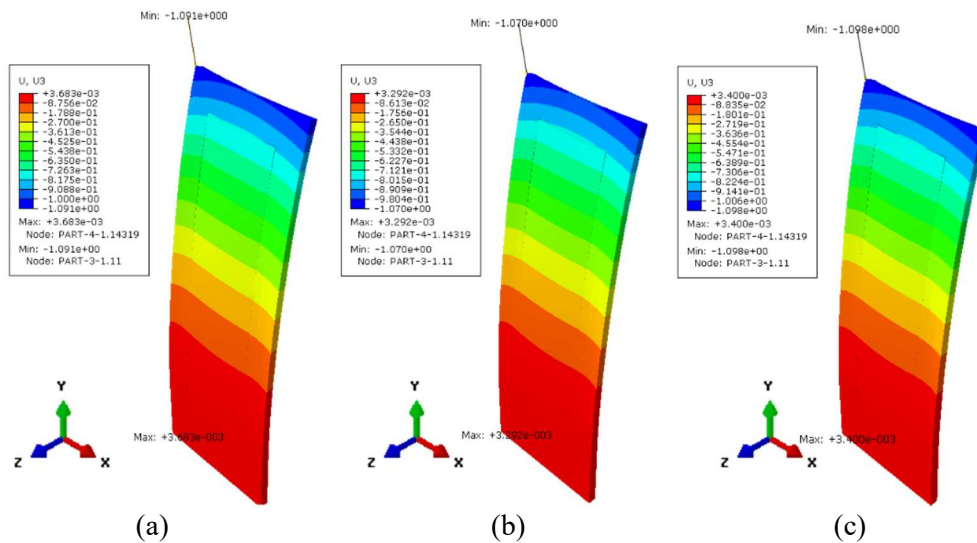 Min: -1.091e+000
U, U3
+3.683e-03
-8.756e-02
-1.788e-01
-2.700e-01
-3.613e-01
-4.525e-01
-5.438e-01
-6.350e-01
-7.263e-01
-8.175e-01
-9.088e-01
-1.000e+00
-1.091e+00
Max: +3.683e-03
Node: PART-4-1.14319
Min: -1.091e+00
Node: PART-3-1.11
Y
Z
X
Max: +3.683e-003
(a)
Min: -1.070e+000
U, U3
+3.292e-03
-8.613e-02
-1.756e-01
-2.650e-01
-3.544e-01
-4.438e-01
-5.332e-01
-6.227e-01
-7.121e-01
-8.015e-01
-8.909e-01
-9.804e-01
-1.070e+00
Max: +3.292e-03
Node: PART-4-1.14319
Min: -1.070e+00
Node: PART-3-1.11
Y
Z
X
Max: +3.292e-003
(b)
Min: -1.098e+000
U, U3
+3.400e-03
-8.835e-02
-1.801e-01
-2.719e-01
-3.636e-01
-4.554e-01
-5.471e-01
-6.389e-01
-7.306e-01
-8.224e-01
-9.141e-01
-1.006e+00
-1.098e+00
Max: +3.400e-03
Node: PART-4-1.14319
Min: -1.098e+00
Node: PART-3-1.11
Y
Z
X
Max: +3.400e-003
(c)